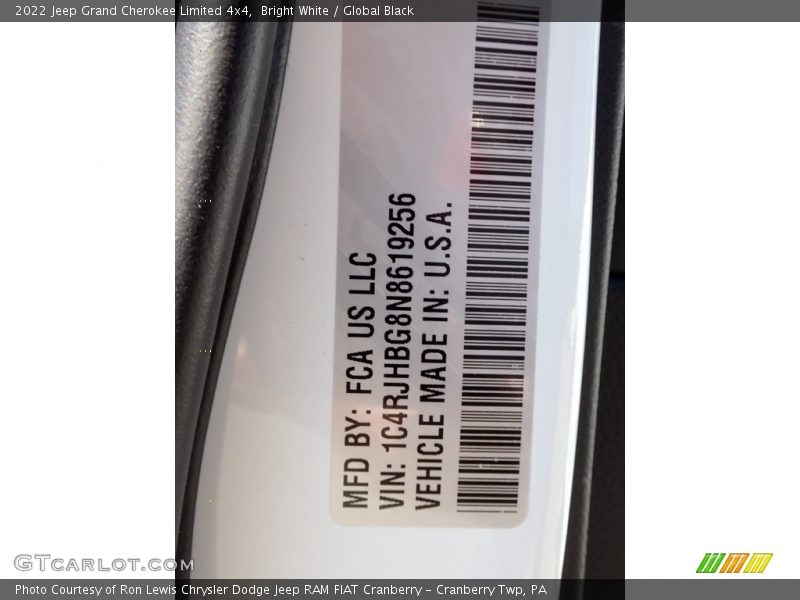 2022 Jeep Grand Cherokee Limited 4x4, Bright White / Global Black
MFD BY: FCA US LLC
VIN: 1C4RJHBG8N8619256
VEHICLE MADE IN: U.S.A.
GTcarlot.com
Photo Courtesy of Ron Lewis Chrysler Dodge Jeep RAM FIAT Cranberry – Cranberry Twp, PA